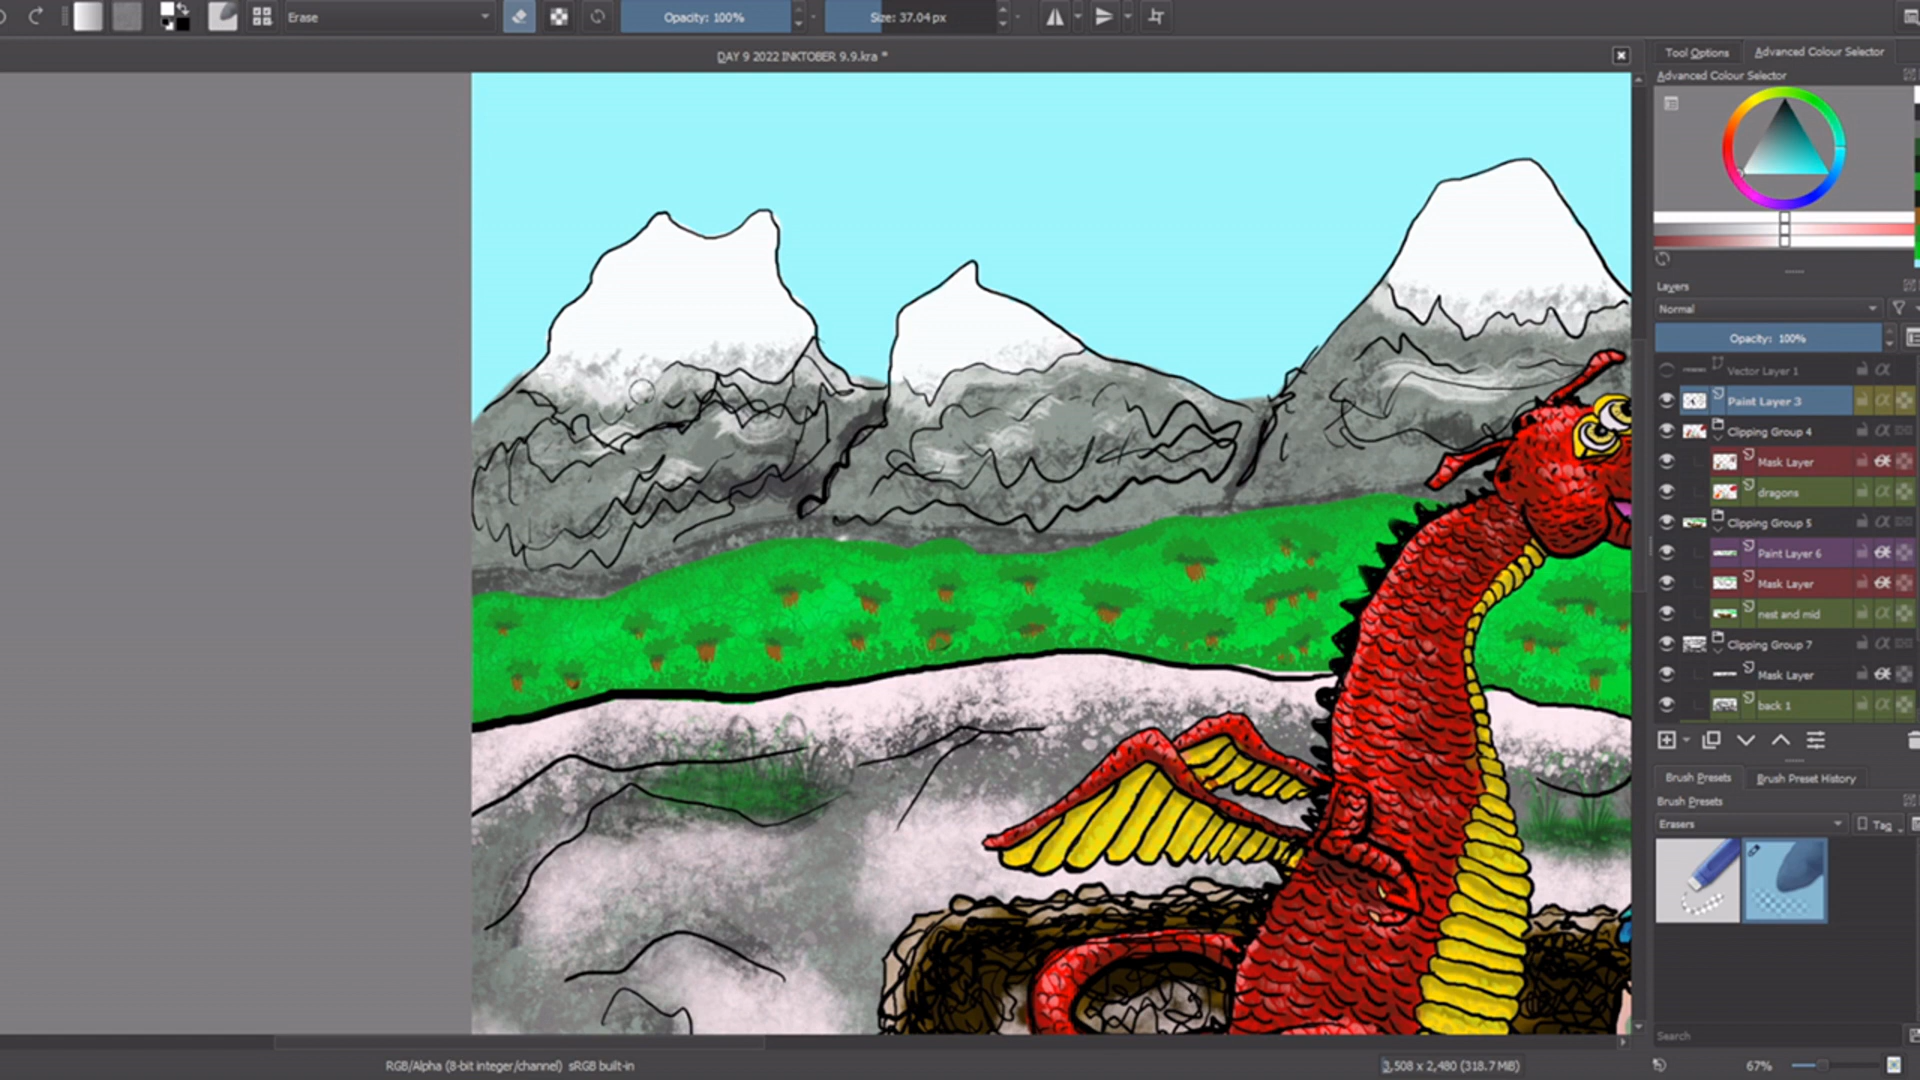 Erase
Opacity: 100%
Size: 37.04 px
DAY 9 2022 INKTOBER 9.9.kra *
Tool Options
Advanced Colour Selector
Advanced Colour Selector
Layers
Normal
Opacity: 100%
Vector Layer 1
Paint Layer 3
Clipping Group 4
Mask Layer
dragons
Clipping Group 5
Paint Layer 6
Mask Layer
nest and mid
Clipping Group 7
Mask Layer
back 1
Brush Presets
Brush Preset History
Brush Presets
Erasers
Tag
Search
RGB/Alpha (8-bit integer/channel) sRGB built-in
3,508 x 2,480 (318.7 MiB)
67%